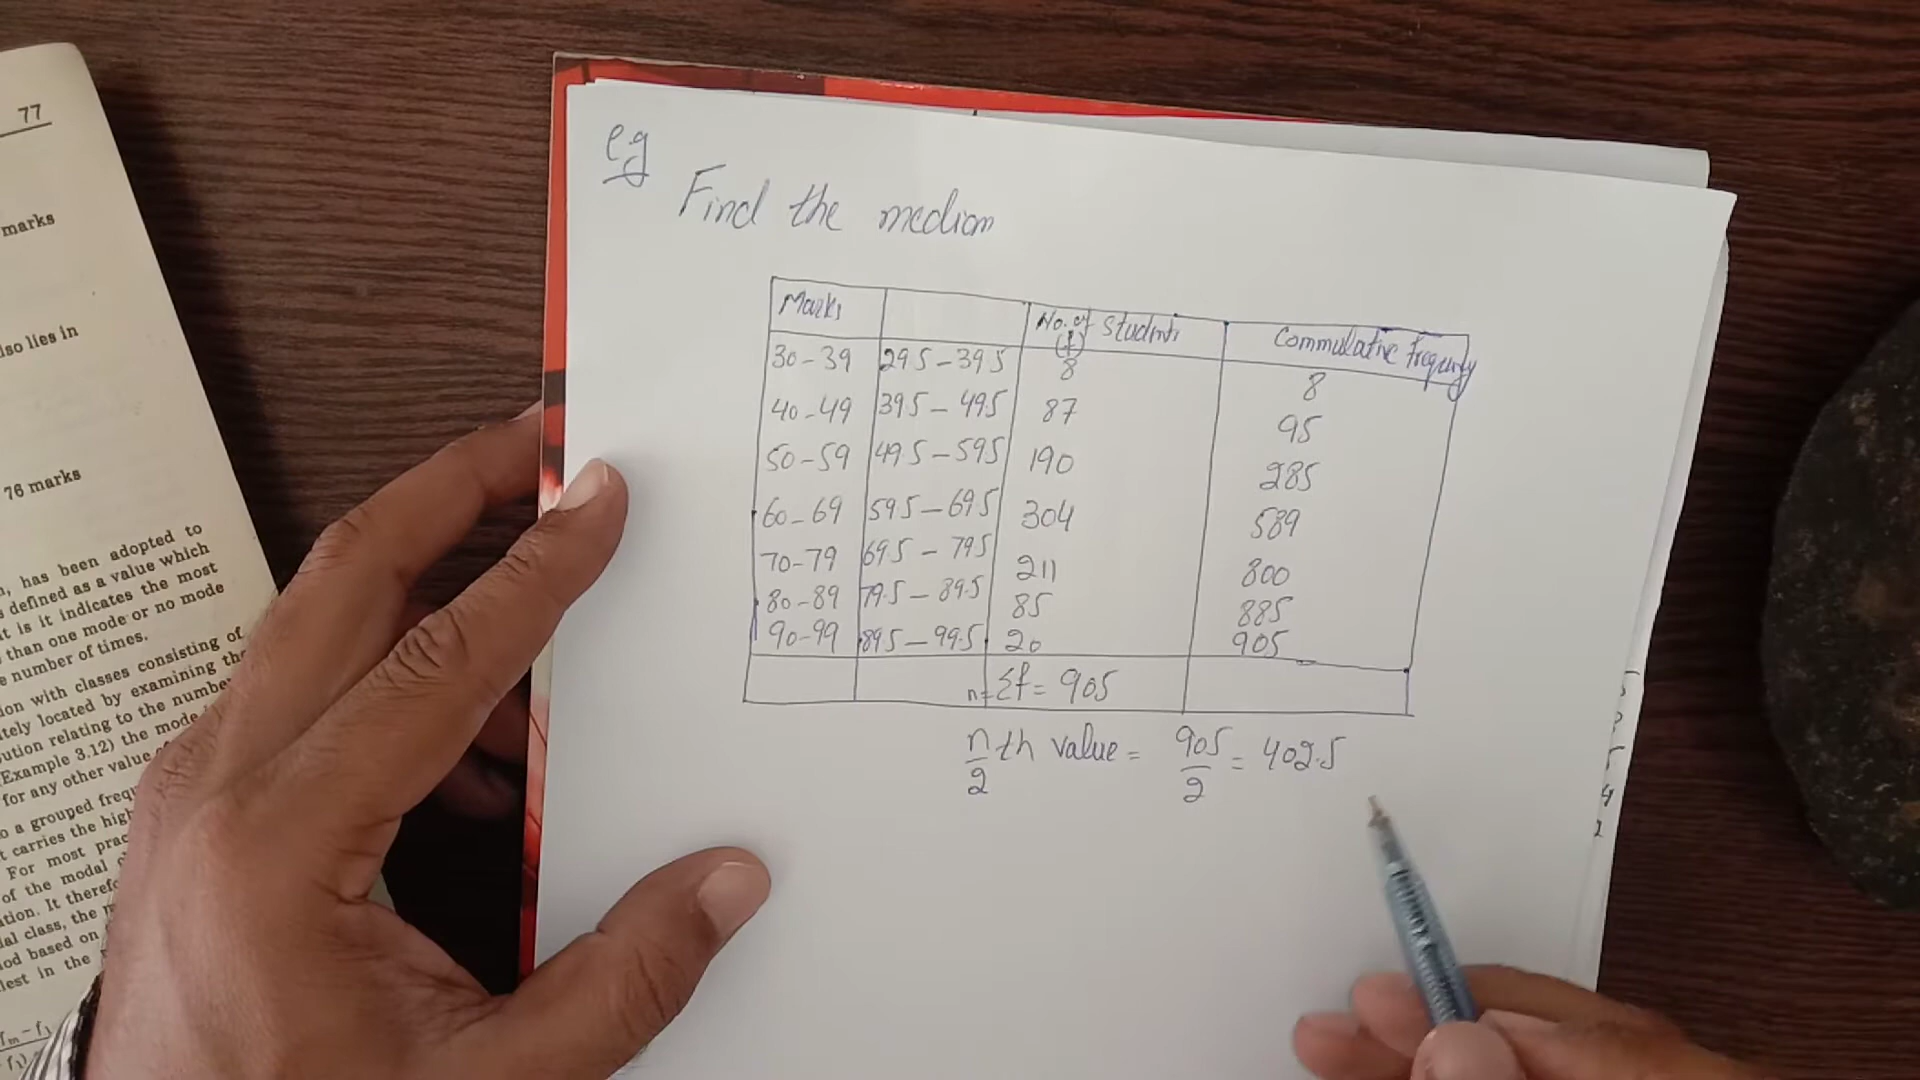 77
marks
lso lies in
76 marks
, has been adopted to
s defined as a value which
t is it indicates the most
than one mode or no mode
e number of times.
ion with classes consisting of
tely located by examining the
bution relating to the number
Example 3.12) the mode
for any other value
o a grouped frequ
t carries the high
For most prac
of the modal
ation. It therefo
al class, the m
od based on
llest in the
e.g
Find the median
Marks No. of Students (f) Commulative frequency
30-39 29.5-39.5 8 8
40-49 39.5-49.5 87 95
50-59 49.5-59.5 190 285
60-69 59.5-69.5 304 589
70-79 69.5-79.5 211 800
80-89 79.5-89.5 85 885
90-99 89.5-99.5 20 905
n=Σf=905
n/2 th value = 905/2 = 402.5